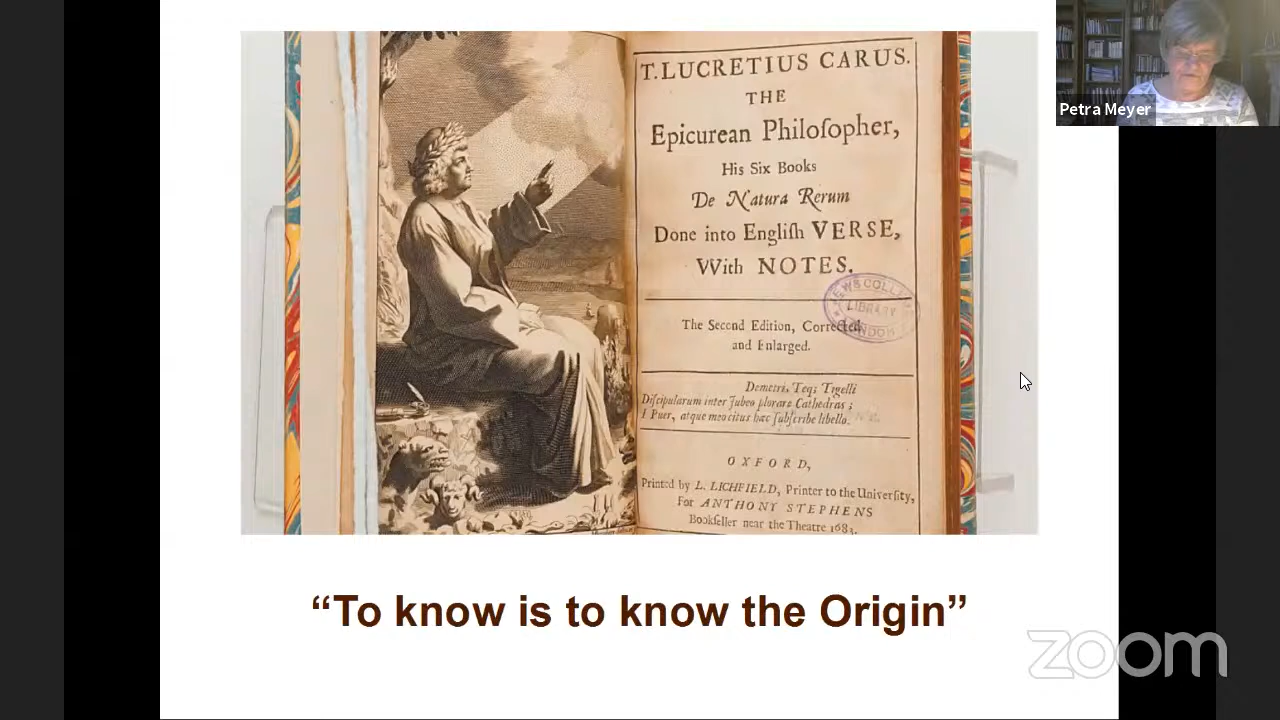 T. LUCRETIUS CARUS.
THE
Epicurean Philoſopher,
His Six Books
De Natura Rerum
Done into Engliſh VERSE,
With NOTES.
LIBRARY
The Second Edition, Corrected
and Enlarged.
Demetri, Teq; Tigelli
Diſcipularum inter Jubeo plorare Cathedras;
I Puer, atque meo citus hæc ſubſcribe libello.
OXFORD,
Printed by L. LICHFIELD, Printer to the Univerſity,
For ANTHONY STEPHENS
Bookſeller near the Theatre 1683.
“To know is to know the Origin”
Petra Meyer
zoom